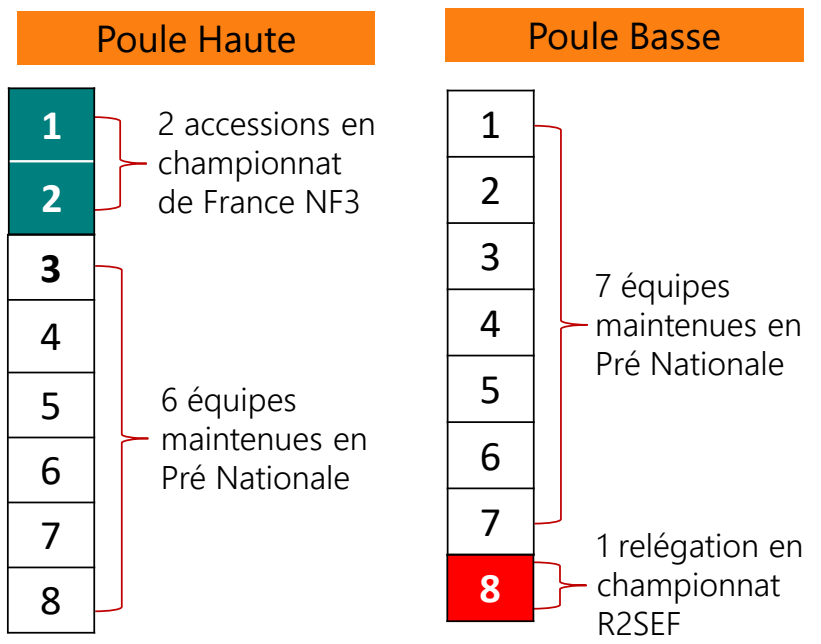 Poule Haute
1
2
2 accessions en
championnat
de France NF3
3
4
5
6
7
8
6 équipes
maintenues en
Pré Nationale
Poule Basse
1
2
3
4
5
6
7
7 équipes
maintenues en
Pré Nationale
8
1 relégation en
championnat
R2SEF